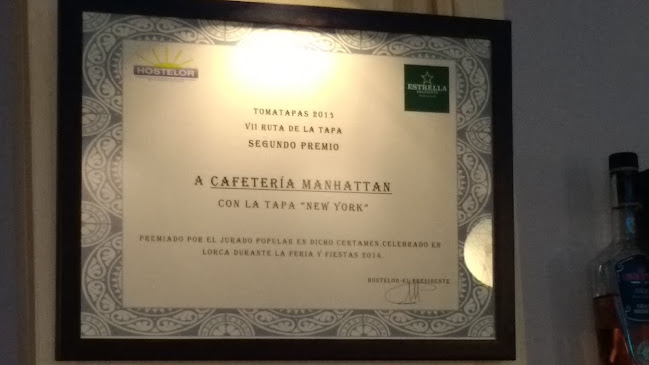 HOSTELOR
ESTRELLA
TOMATAPAS 2015
VII RUTA DE LA TAPA
SEGUNDO PREMIO
A CAFETERÍA MANHATTAN
CON LA TAPA "NEW YORK"
PREMIADO POR EL JURADO POPULAR EN DICHO CERTAMEN CELEBRADO EN
LORCA DURANTE LA FERIA Y FIESTAS 2014.
HOSTELOR-EL PRESIDENTE